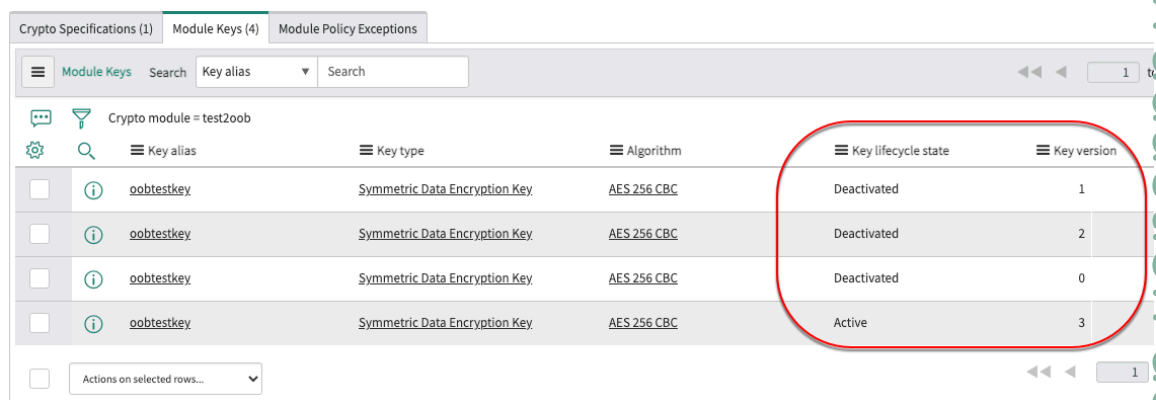 Crypto Specifications (1) Module Keys (4) Module Policy Exceptions
Module Keys Search Key alias Search 1 to
Crypto module = test2oob
Key alias Key type Algorithm Key lifecycle state Key version
oobtestkey Symmetric Data Encryption Key AES 256 CBC Deactivated 1
oobtestkey Symmetric Data Encryption Key AES 256 CBC Deactivated 2
oobtestkey Symmetric Data Encryption Key AES 256 CBC Deactivated 0
oobtestkey Symmetric Data Encryption Key AES 256 CBC Active 3
Actions on selected rows... 1